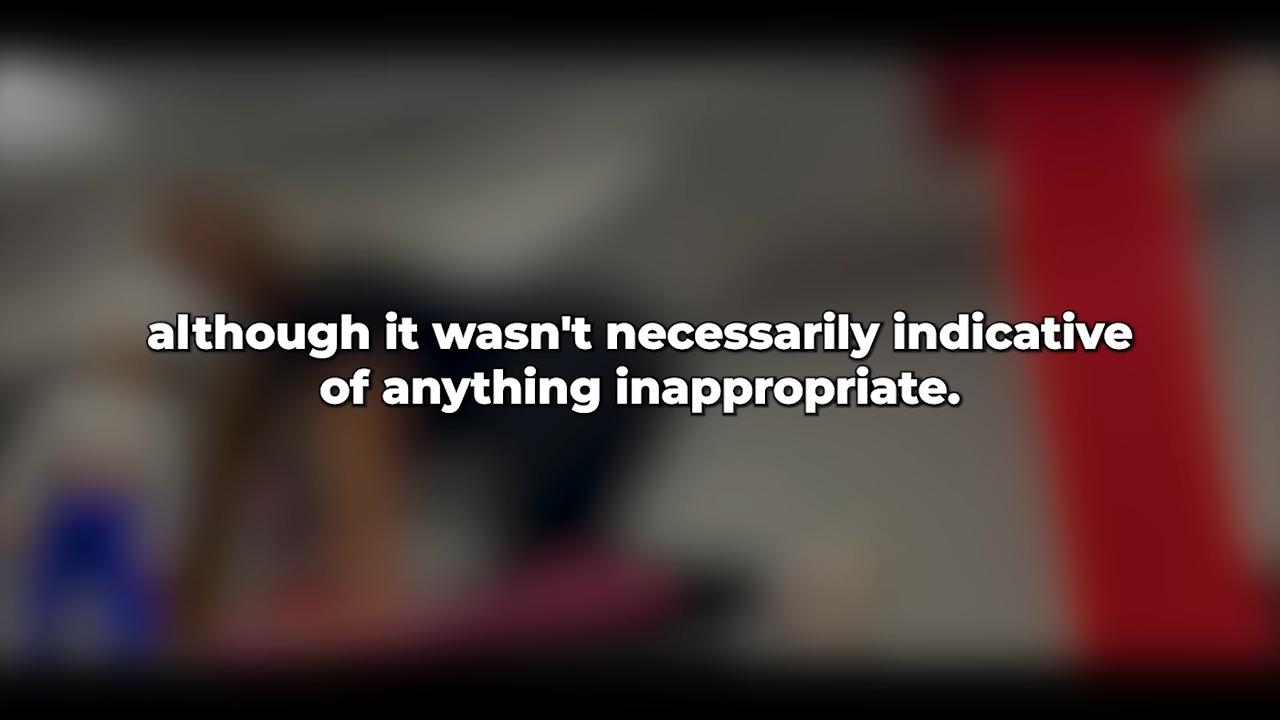 although it wasn't necessarily indicative
of anything inappropriate.